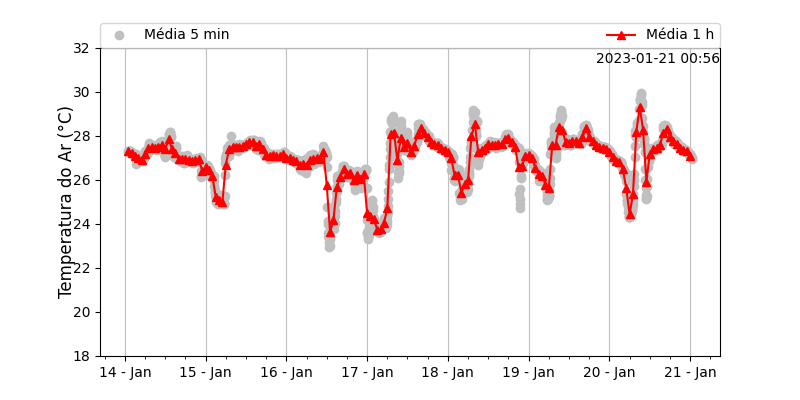 Média 5 min
Média 1 h
2023-01-21 00:56
Temperatura do Ar (°C)
32
30
28
26
24
22
20
18
14 - Jan
15 - Jan
16 - Jan
17 - Jan
18 - Jan
19 - Jan
20 - Jan
21 - Jan